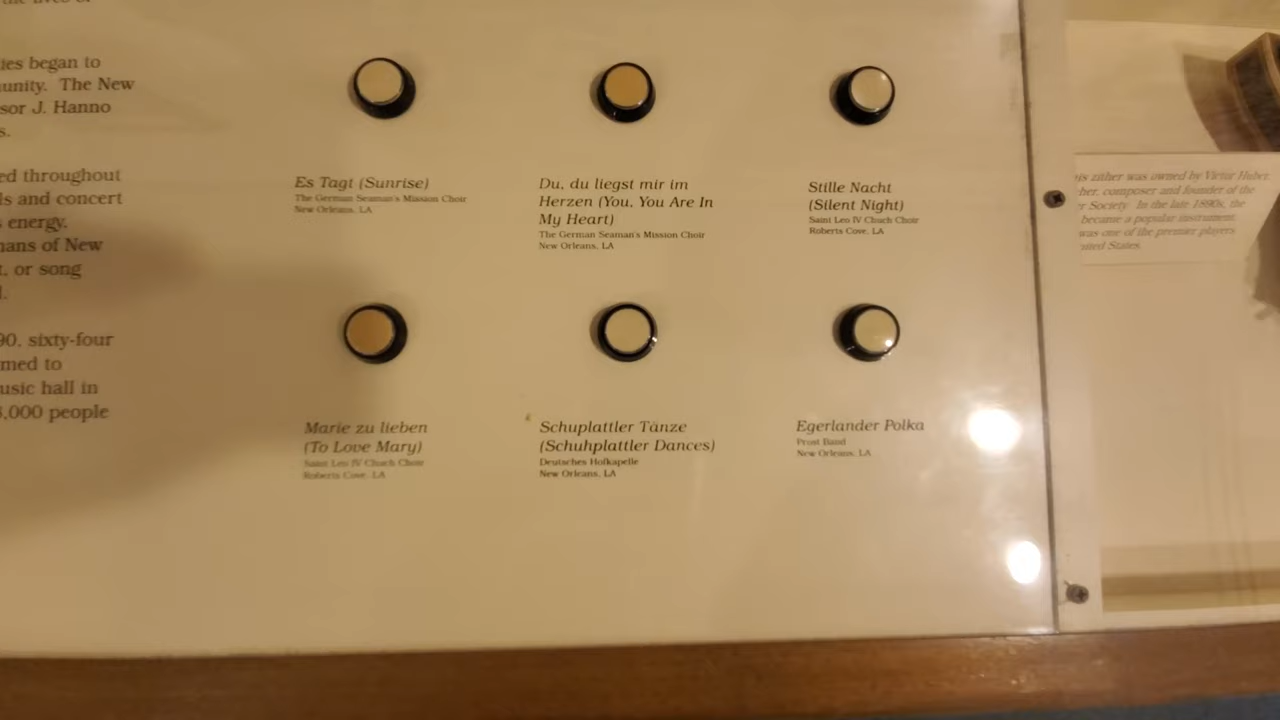 ies began to
unity. The New
sor J. Hanno
s.
ed throughout
ls and concert
s energy.
nans of New
t, or song
l.
90, sixty-four
med to
usic hall in
3,000 people
Es Tagt (Sunrise)
The German Seaman's Mission Choir
New Orleans, LA
Du, du liegst mir im
Herzen (You, You Are In
My Heart)
The German Seaman's Mission Choir
New Orleans, LA
Stille Nacht
(Silent Night)
Saint Leo IV Chuch Choir
Roberts Cove, LA
Marie zu lieben
(To Love Mary)
Saint Leo IV Chuch Choir
Roberts Cove, LA
Schuplattler Tänze
(Schuhplattler Dances)
Deutsches Hofkapelle
New Orleans, LA
Egerlander Polka
Prost Band
New Orleans, LA
is zither was owned by Victor Huber,
her, composer and founder of the
r Society. In the late 1890s, the
became a popular instrument
was one of the premier players
nited States.